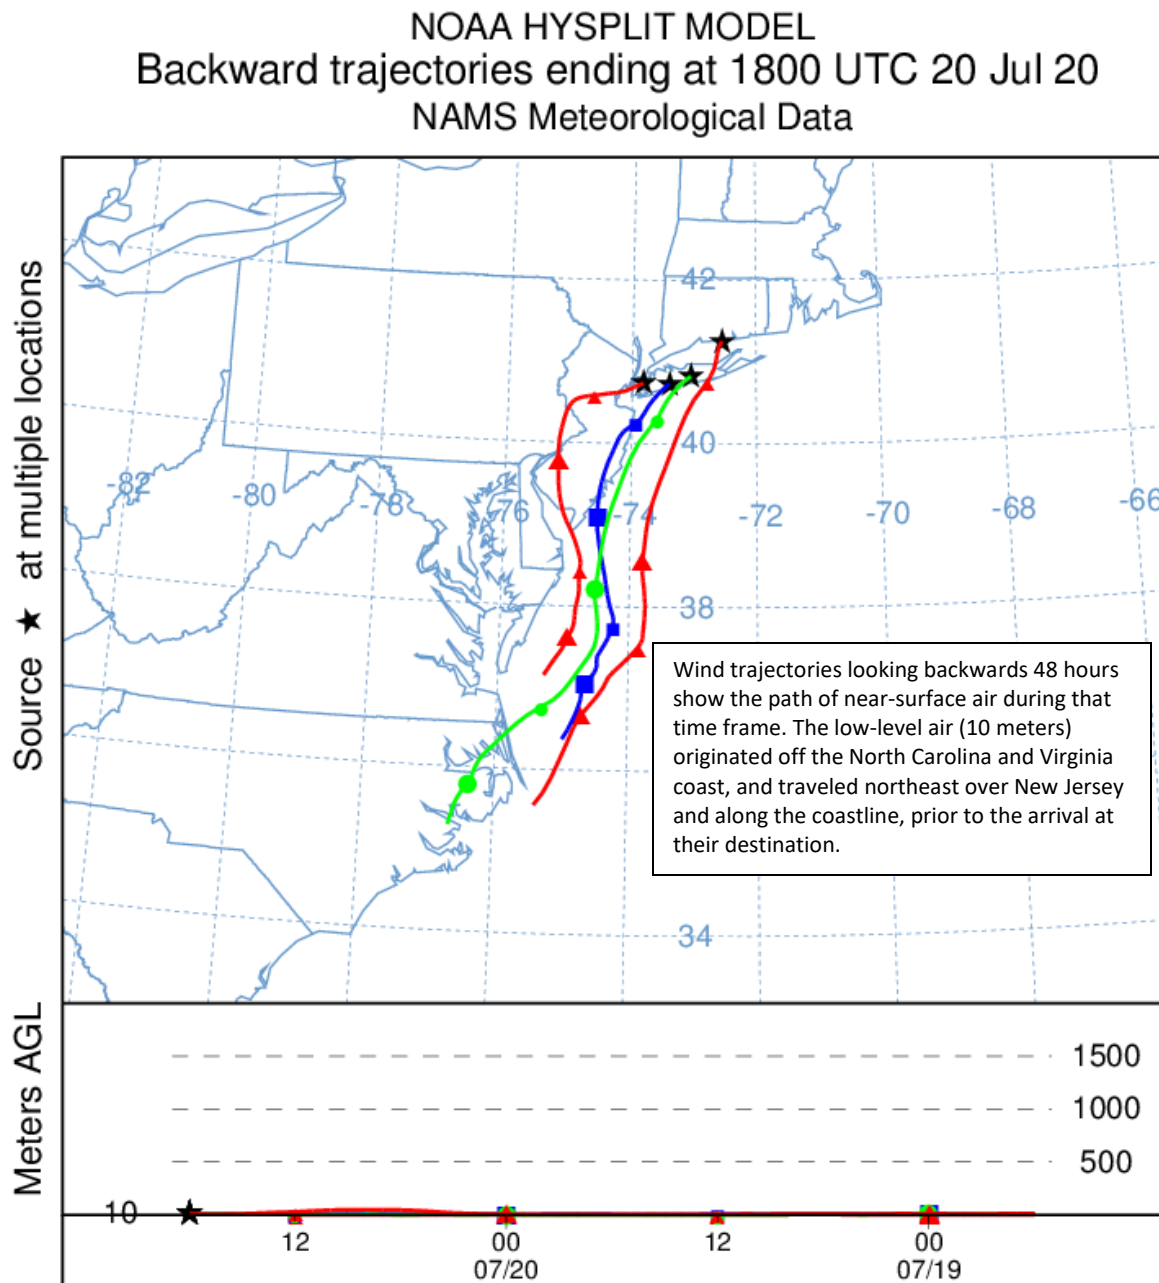 NOAA HYSPLIT MODEL
Backward trajectories ending at 1800 UTC 20 Jul 20
NAMS Meteorological Data
Source ★ at multiple locations
42
40
-82
-80
-78
-76
-74
-72
-70
-68
-66
38
Wind trajectories looking backwards 48 hours
show the path of near-surface air during that
time frame. The low-level air (10 meters)
originated off the North Carolina and Virginia
coast, and traveled northeast over New Jersey
and along the coastline, prior to the arrival at
their destination.
34
Meters AGL
1500
1000
500
10
12
00
12
00
07/20
07/19